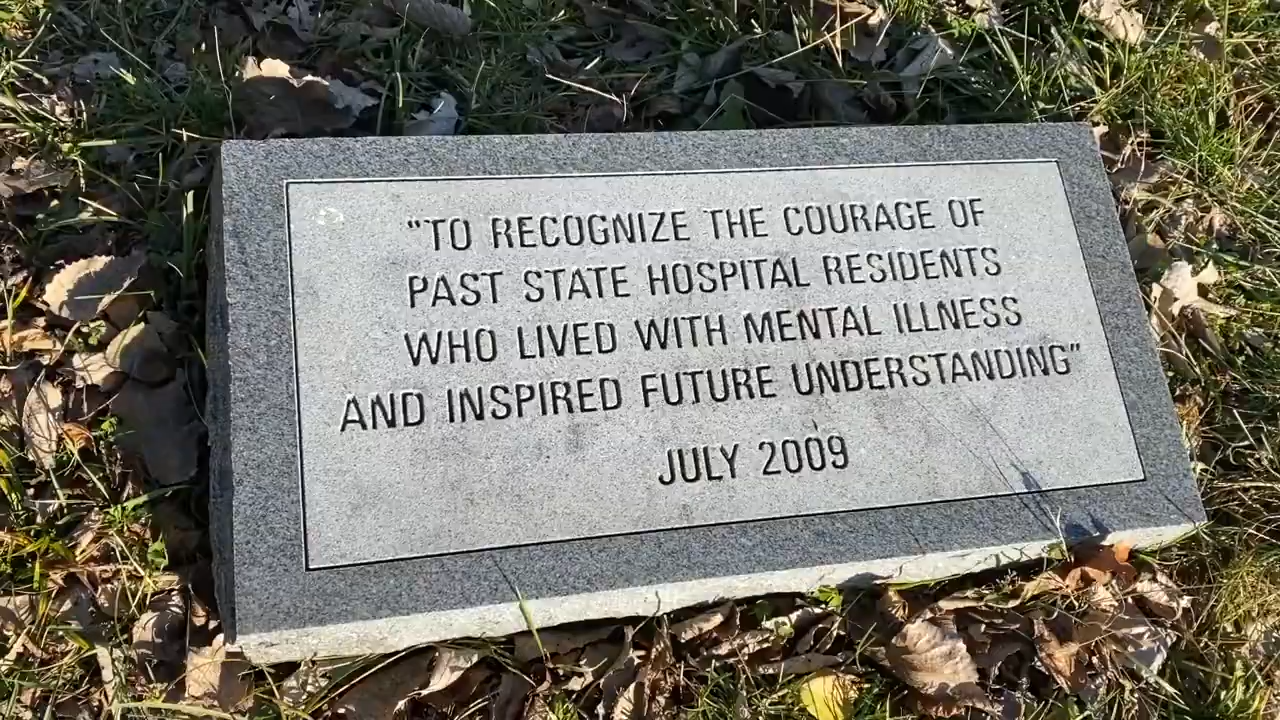 “TO RECOGNIZE THE COURAGE OF
PAST STATE HOSPITAL RESIDENTS
WHO LIVED WITH MENTAL ILLNESS
AND INSPIRED FUTURE UNDERSTANDING”
JULY 2009